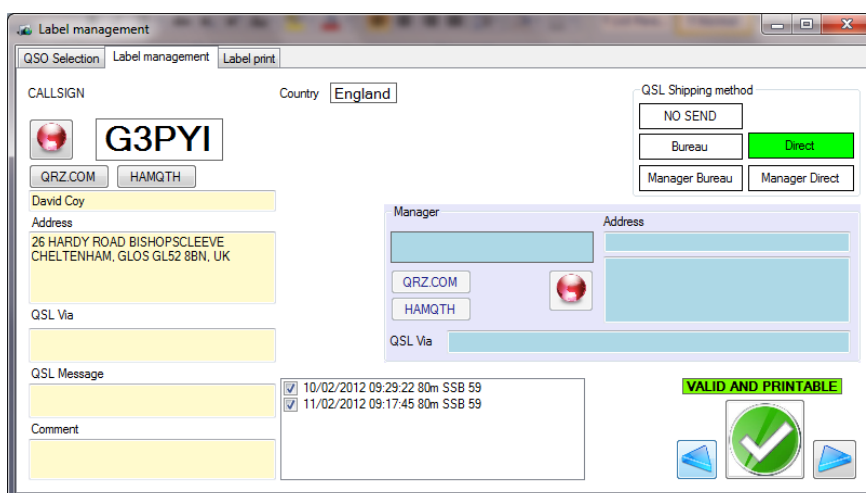 Label management
QSO Selection
Label management
Label print
CALLSIGN
Country
England
QSL Shipping method
NO SEND
G3PYI
Bureau
Direct
QRZ.COM
HAMQTH
Manager Bureau
Manager Direct
David Coy
Address
26 HARDY ROAD BISHOPSCLEEVE
CHELTENHAM, GLOS GL52 8BN, UK
Manager
Address
QRZ.COM
HAMQTH
QSL Via
QSL Via
QSL Message
10/02/2012 09:29:22 80m SSB 59
11/02/2012 09:17:45 80m SSB 59
VALID AND PRINTABLE
Comment